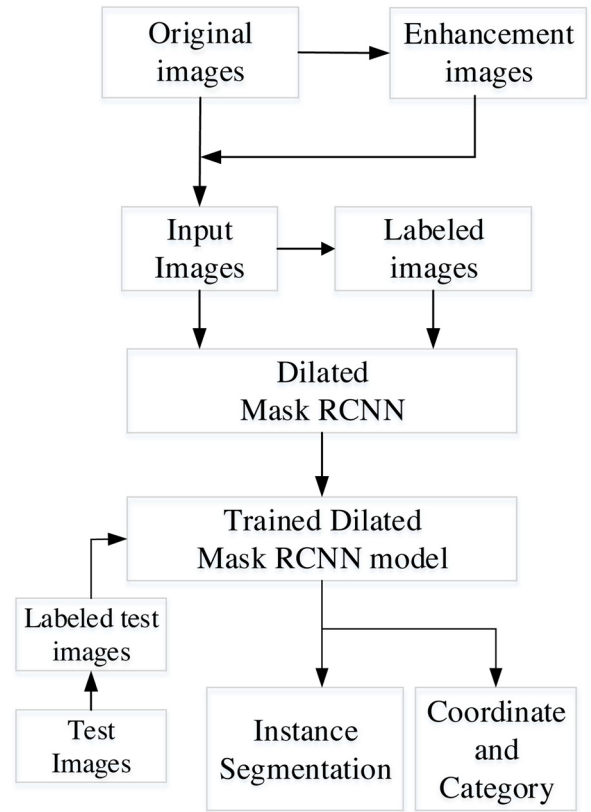 Original
images
Enhancement
images
Input
Images
Labeled
images
Dilated
Mask RCNN
Trained Dilated
Mask RCNN model
Labeled test
images
Test
Images
Instance
Segmentation
Coordinate
and
Category